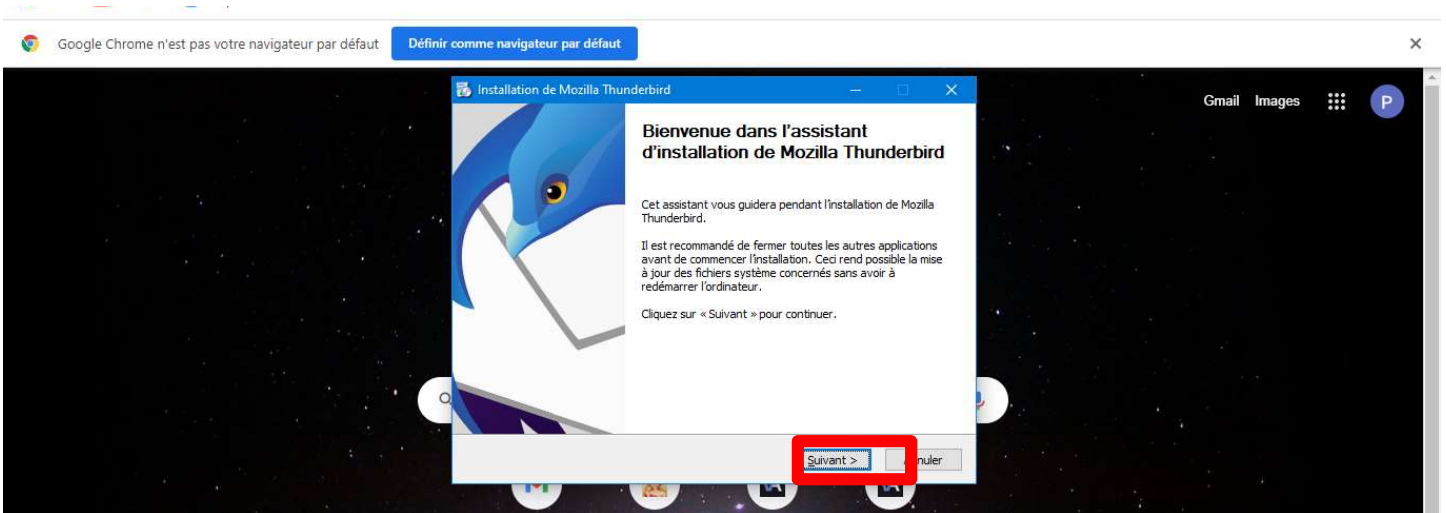 Google Chrome n'est pas votre navigateur par défaut
Définir comme navigateur par défaut
Installation de Mozilla Thunderbird
Gmail Images
P
Bienvenue dans l'assistant
d'installation de Mozilla Thunderbird
Cet assistant vous guidera pendant l'installation de Mozilla
Thunderbird.
Il est recommandé de fermer toutes les autres applications
avant de commencer l'installation. Ceci rend possible la mise
à jour des fichiers système concernés sans avoir à
redémarrer l'ordinateur.
Cliquez sur « Suivant » pour continuer.
Suivant >
Annuler